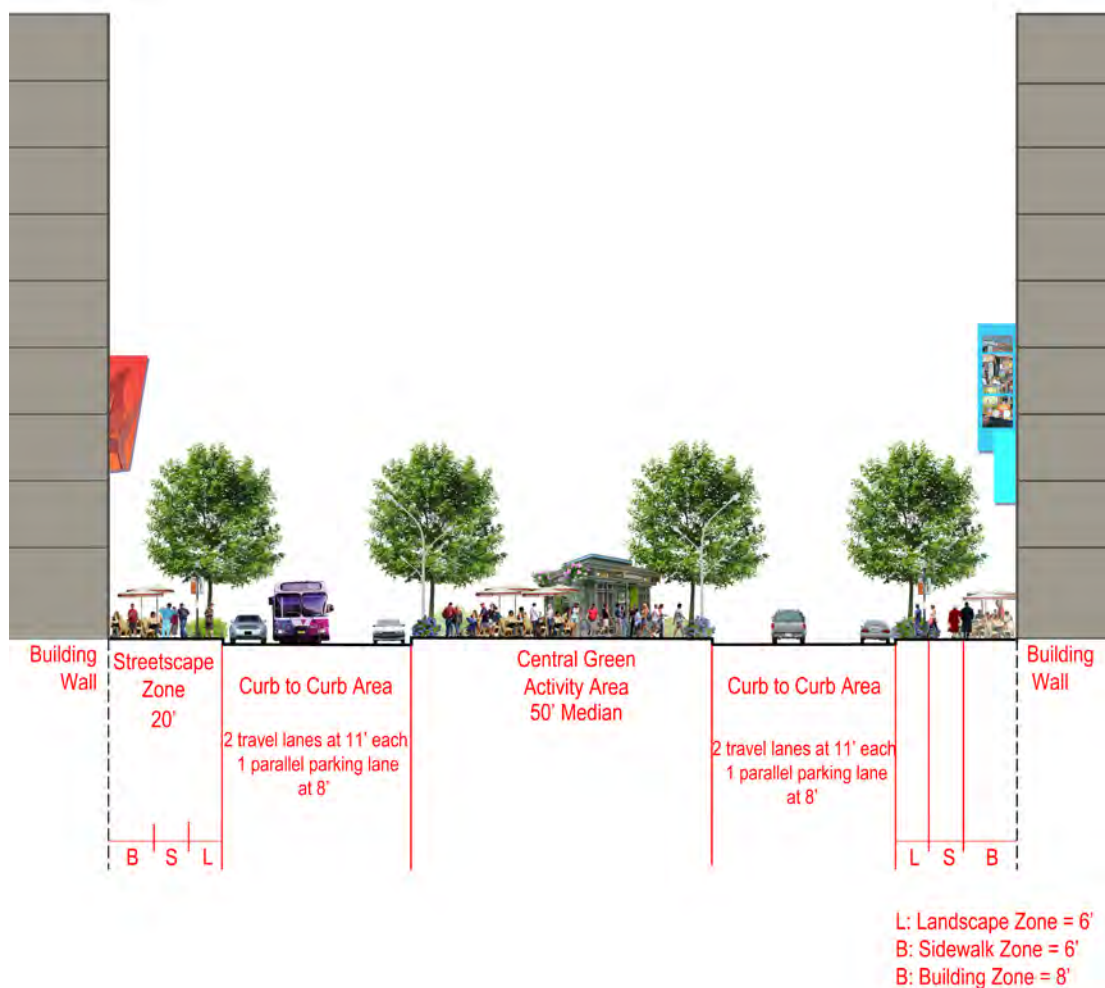 Building
Wall
Streetscape
Zone
20'
Curb to Curb Area
2 travel lanes at 11' each
1 parallel parking lane
at 8'
Central Green
Activity Area
50' Median
Curb to Curb Area
2 travel lanes at 11' each
1 parallel parking lane
at 8'
Building
Wall
B S L
L S B
L: Landscape Zone = 6'
B: Sidewalk Zone = 6'
B: Building Zone = 8'